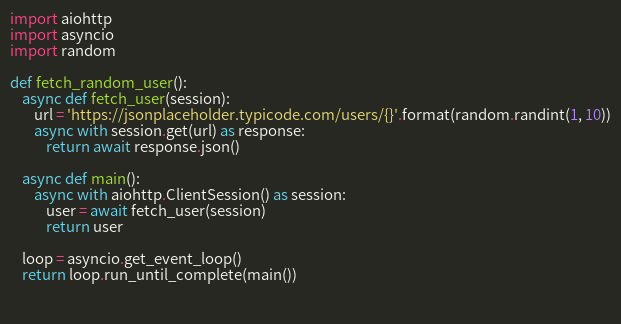 import aiohttp
import asyncio
import random

def fetch_random_user():
    async def fetch_user(session):
        url = 'https://jsonplaceholder.typicode.com/users/{}'.format(random.randint(1, 10))
        async with session.get(url) as response:
            return await response.json()

    async def main():
        async with aiohttp.ClientSession() as session:
            user = await fetch_user(session)
            return user

    loop = asyncio.get_event_loop()
    return loop.run_until_complete(main())